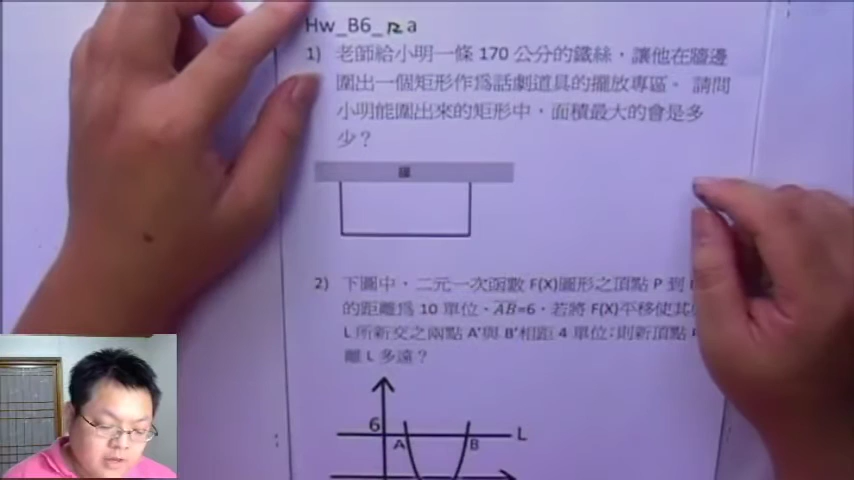 Hw_B6_12a
1) 老師給小明一條 170 公分的鐵絲，讓他在牆邊
圍出一個矩形作為話劇道具的擺放專區。 請問
小明能圍出來的矩形中，面積最大的會是多
少？
牆
2) 下圖中，二元一次函數 F(X)圖形之頂點 P 到
的距離為 10 單位、AB=6，若將 F(X)平移使其
L 所新交之兩點 A'與 B'相距 4 單位；則新頂點
離 L 多遠？
6
L
A
B